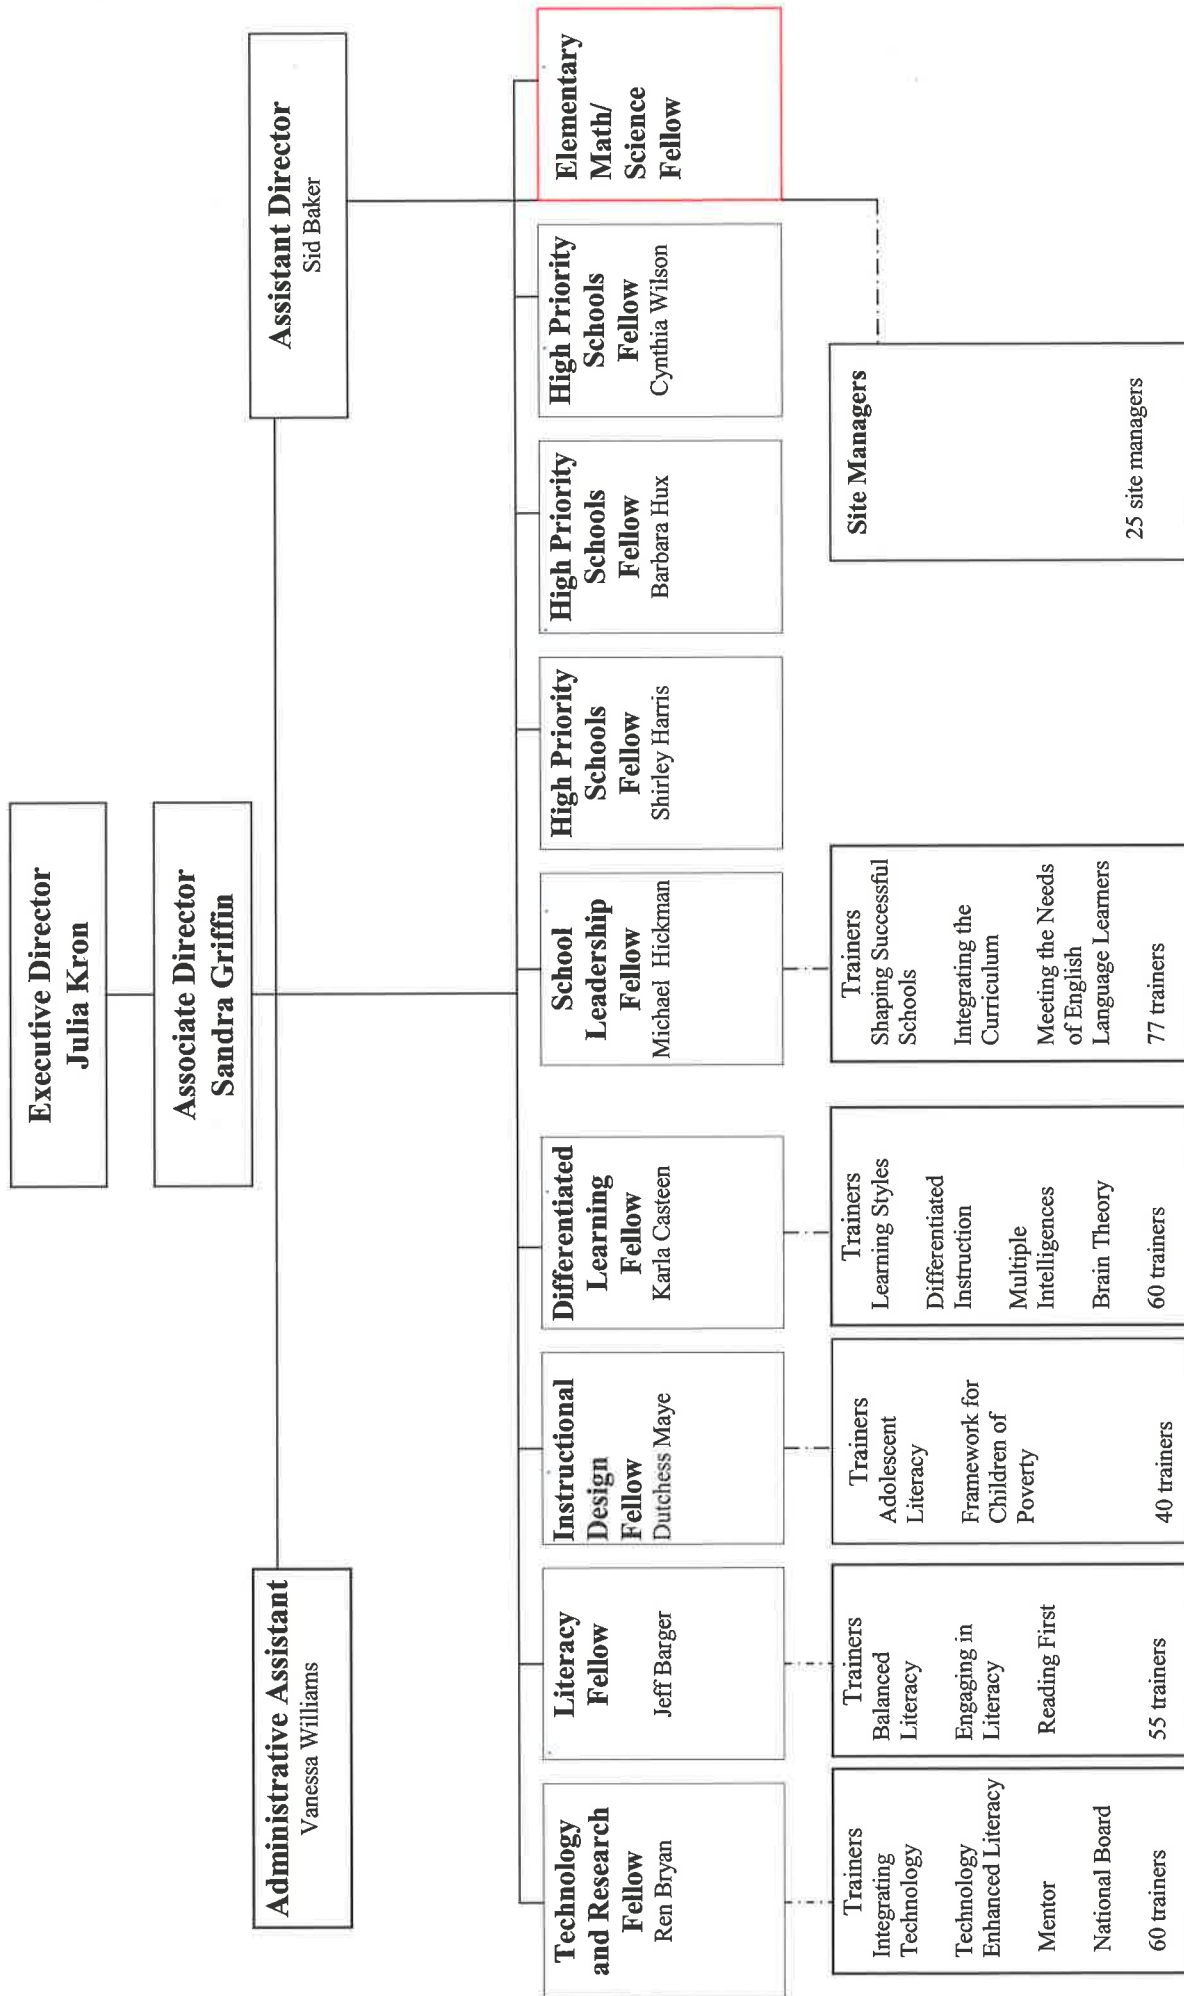 Executive Director
Julia Kron
Associate Director
Sandra Griffin
Administrative Assistant
Vanessa Williams
Assistant Director
Sid Baker
Technology
and Research
Fellow
Ren Bryan
Literacy
Fellow
Jeff Barger
Instructional
Design
Fellow
Dutchess Maye
Differentiated
Learning
Fellow
Karla Casteen
School
Leadership
Fellow
Michael Hickman
High Priority
Schools
Fellow
Shirley Harris
High Priority
Schools
Fellow
Barbara Hux
High Priority
Schools
Fellow
Cynthia Wilson
Elementary
Math/
Science
Fellow
Trainers
Integrating
Technology
Technology
Enhanced Literacy
Mentor
National Board
60 trainers
Trainers
Balanced
Literacy
Engaging in
Literacy
Reading First
55 trainers
Trainers
Adolescent
Literacy
Framework for
Children of
Poverty
40 trainers
Trainers
Learning Styles
Differentiated
Instruction
Multiple
Intelligences
Brain Theory
60 trainers
Trainers
Shaping Successful
Schools
Integrating the
Curriculum
Meeting the Needs
of English
Language Learners
77 trainers
Site Managers
25 site managers